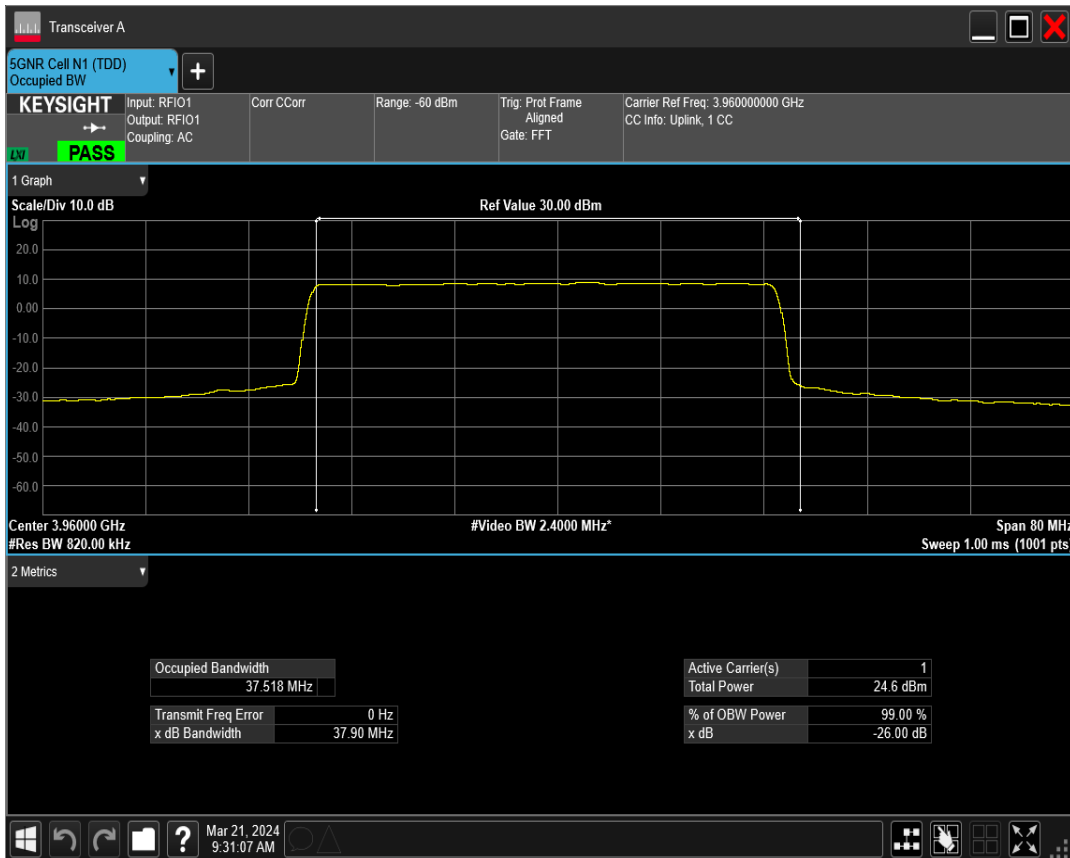 Transceiver A
5GNR Cell N1 (TDD)
Occupied BW
+
KEYSIGHT
LXI
PASS
Input: RFIO1
Output: RFIO1
Coupling: AC
Corr CCorr
Range: -60 dBm
Trig: Prot Frame
Aligned
Gate: FFT
Carrier Ref Freq: 3.960000000 GHz
CC Info: Uplink, 1 CC
1 Graph
Scale/Div 10.0 dB
Ref Value 30.00 dBm
Log
20.0
10.0
0.00
-10.0
-20.0
-30.0
-40.0
-50.0
-60.0
Center 3.96000 GHz
#Video BW 2.4000 MHz*
Span 80 MHz
#Res BW 820.00 kHz
Sweep 1.00 ms (1001 pts)
2 Metrics
Occupied Bandwidth
37.518 MHz
Transmit Freq Error 0 Hz
x dB Bandwidth 37.90 MHz
Active Carrier(s) 1
Total Power 24.6 dBm
% of OBW Power 99.00 %
x dB -26.00 dB
?
Mar 21, 2024
9:31:07 AM